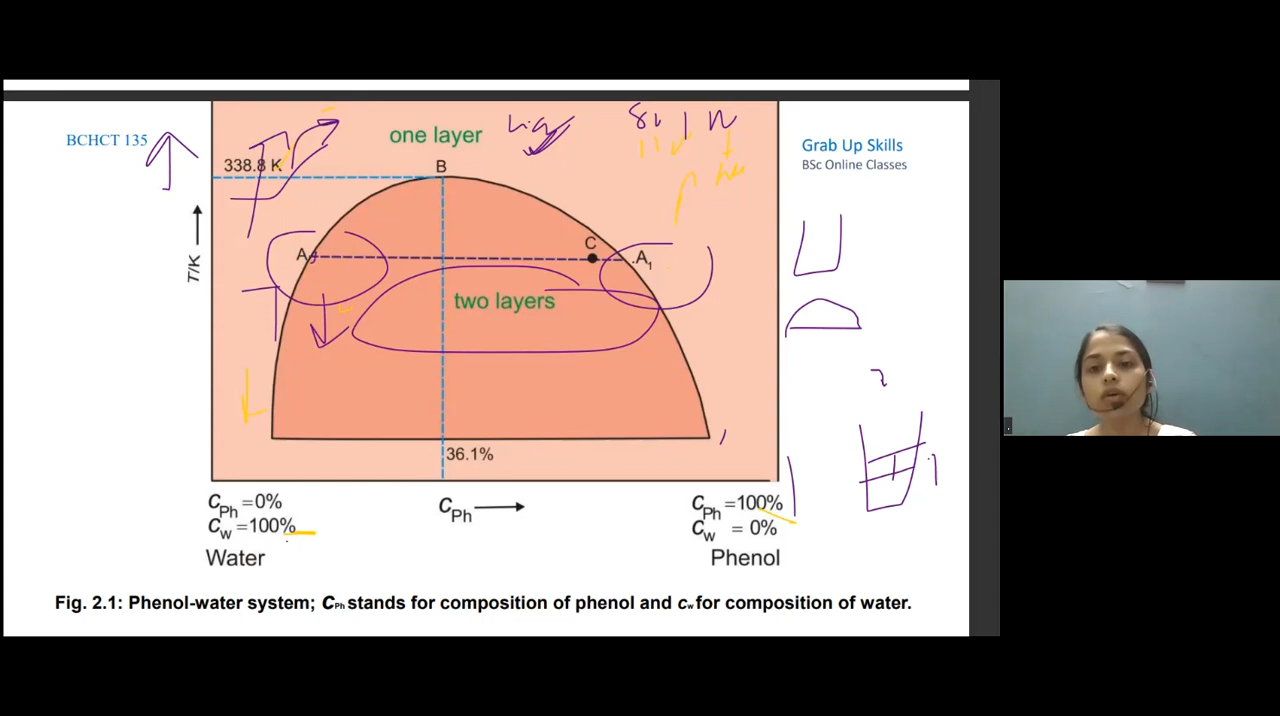 BCHCT 135
Grab Up Skills
BSc Online Classes
one layer
338.8 K
B
A
C
.A1
T/K
two layers
36.1%
CPh =0%
Cw =100%
CPh
CPh =100%
Cw = 0%
Water
Phenol
Fig. 2.1: Phenol-water system; CPh stands for composition of phenol and cw for composition of water.